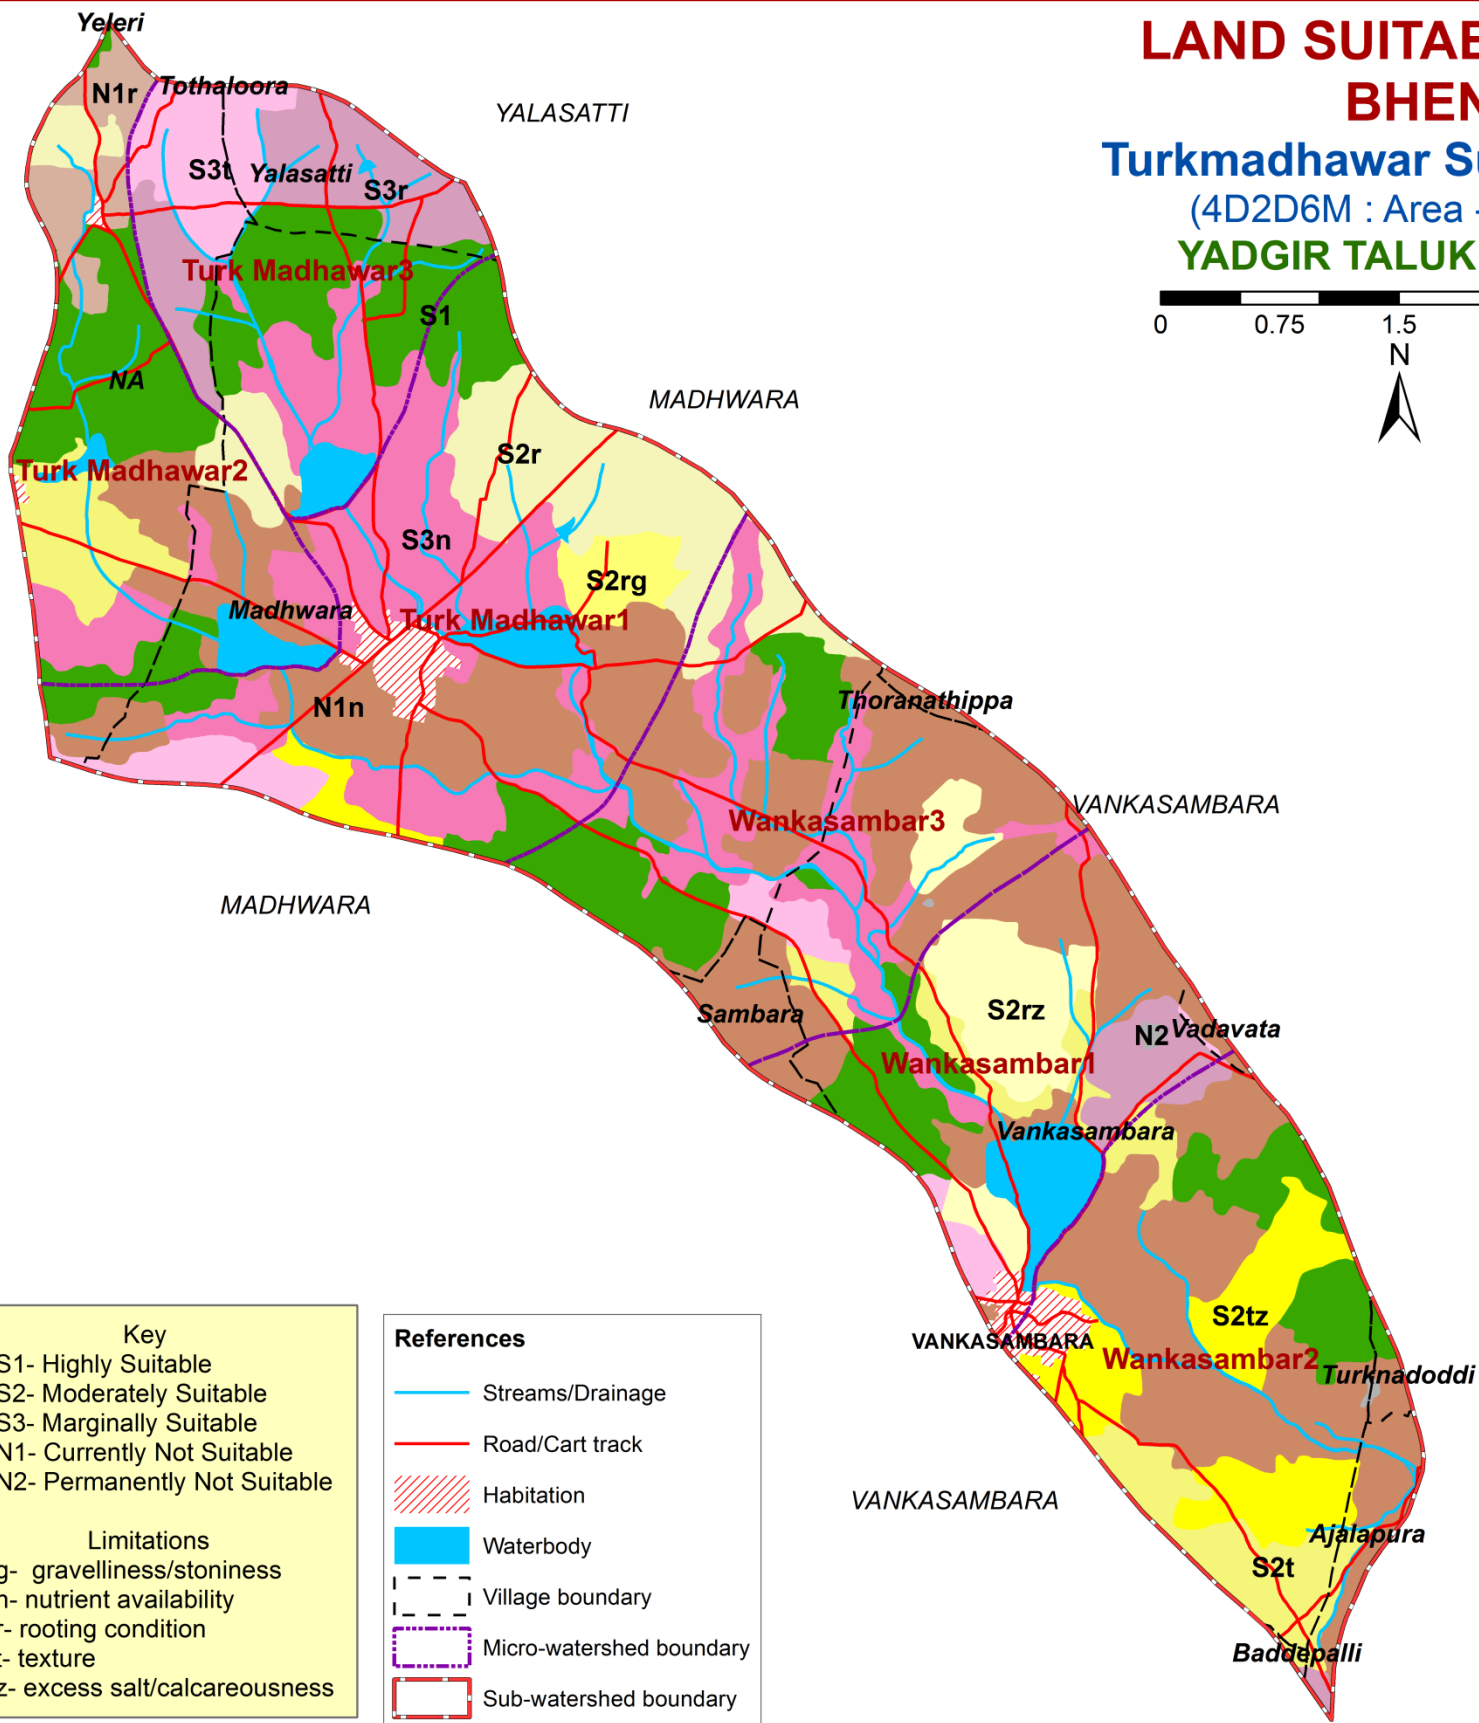 LAND SUITAB
BHEN
Turkmadhawar Su
(4D2D6M : Area -
YADGIR TALUK
0 0.75 1.5
N
Yeleri
Tothaloora
N1r
YALASATTI
S3t
Yalasatti
S3r
Turk Madhawar3
S1
NA
MADHWARA
S2r
Turk Madhawar2
S3n
S2rg
Madhwara
Turk Madhawar1
N1n
Thoranathippa
VANKASAMBARA
Wankasambar3
MADHWARA
Sambara
S2rz
N2
Vadavata
Wankasambar1
Vankasambara
S2tz
VANKASAMBARA
Wankasambar2
Turknadoddi
VANKASAMBARA
Ajalapura
S2t
Baddepalli
Key
S1- Highly Suitable
S2- Moderately Suitable
S3- Marginally Suitable
N1- Currently Not Suitable
N2- Permanently Not Suitable
Limitations
g- gravelliness/stoniness
n- nutrient availability
r- rooting condition
t- texture
z- excess salt/calcareousness
References
Streams/Drainage
Road/Cart track
Habitation
Waterbody
Village boundary
Micro-watershed boundary
Sub-watershed boundary